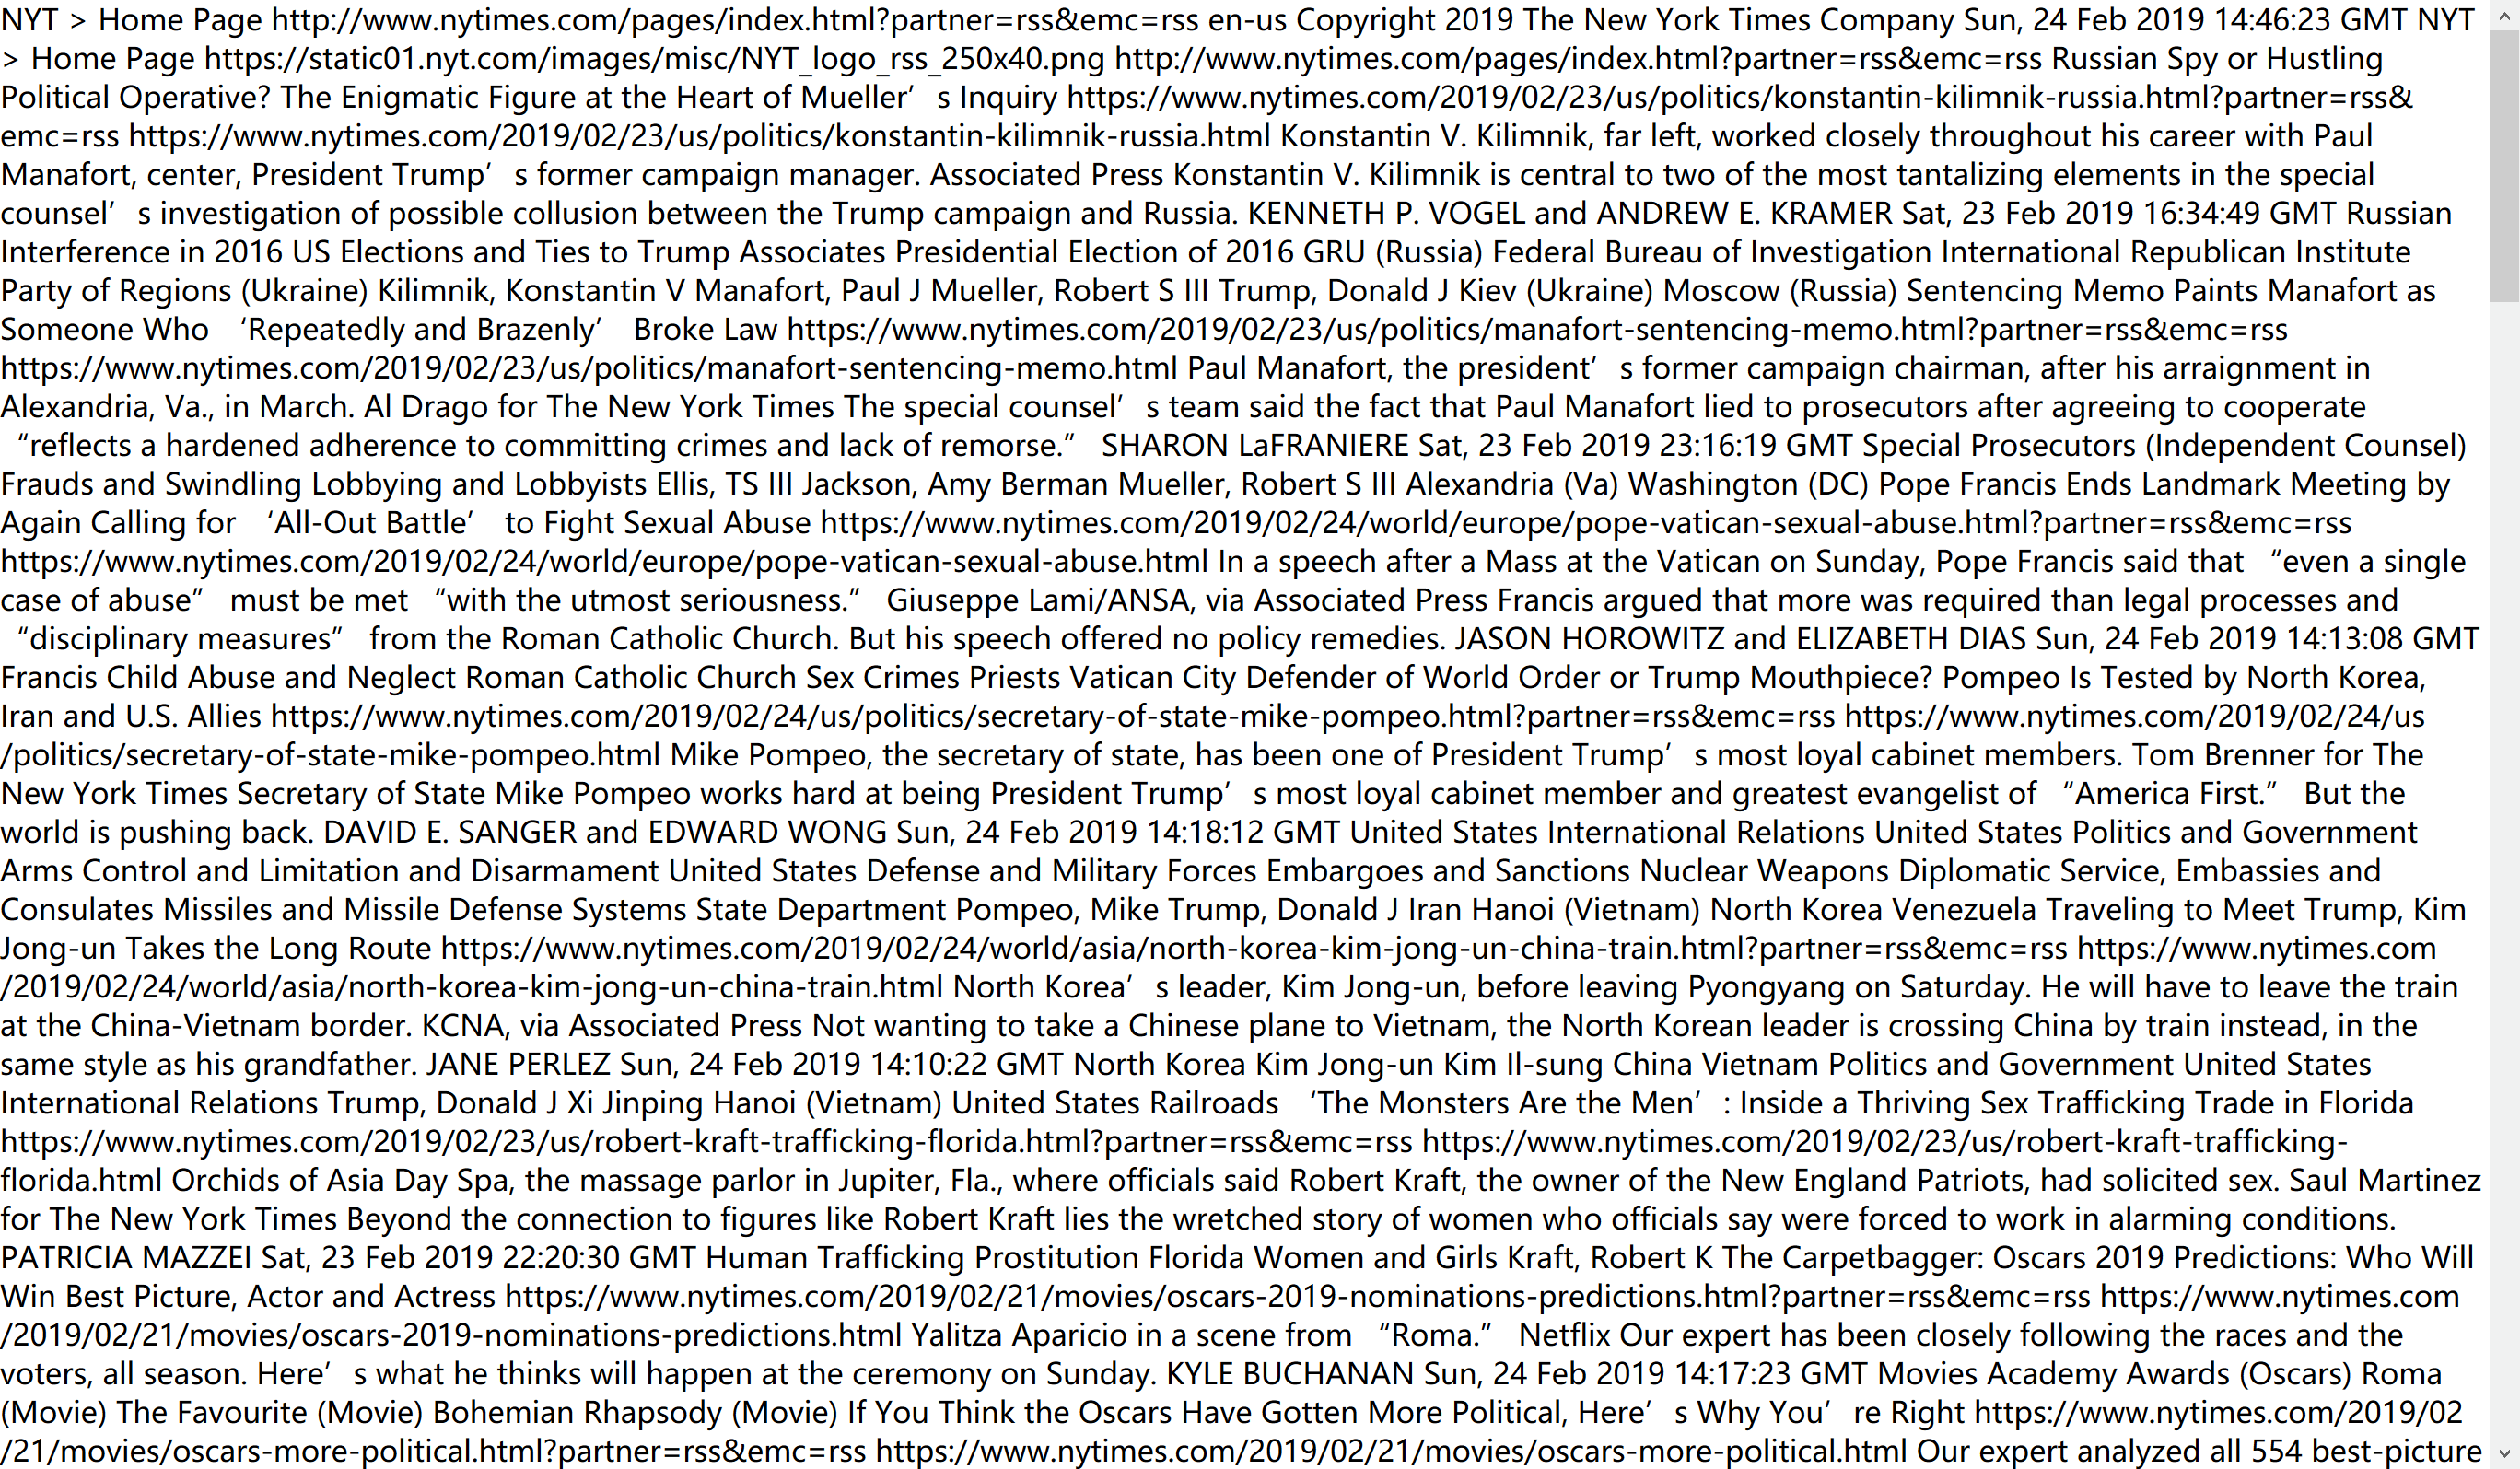 NYT > Home Page http://www.nytimes.com/pages/index.html?partner=rss&emc=rss en-us Copyright 2019 The New York Times Company Sun, 24 Feb 2019 14:46:23 GMT NYT
> Home Page https://static01.nyt.com/images/misc/NYT_logo_rss_250x40.png http://www.nytimes.com/pages/index.html?partner=rss&emc=rss Russian Spy or Hustling
Political Operative? The Enigmatic Figure at the Heart of Mueller’s Inquiry https://www.nytimes.com/2019/02/23/us/politics/konstantin-kilimnik-russia.html?partner=rss&
emc=rss https://www.nytimes.com/2019/02/23/us/politics/konstantin-kilimnik-russia.html Konstantin V. Kilimnik, far left, worked closely throughout his career with Paul
Manafort, center, President Trump’s former campaign manager. Associated Press Konstantin V. Kilimnik is central to two of the most tantalizing elements in the special
counsel’s investigation of possible collusion between the Trump campaign and Russia. KENNETH P. VOGEL and ANDREW E. KRAMER Sat, 23 Feb 2019 16:34:49 GMT Russian
Interference in 2016 US Elections and Ties to Trump Associates Presidential Election of 2016 GRU (Russia) Federal Bureau of Investigation International Republican Institute
Party of Regions (Ukraine) Kilimnik, Konstantin V Manafort, Paul J Mueller, Robert S III Trump, Donald J Kiev (Ukraine) Moscow (Russia) Sentencing Memo Paints Manafort as
Someone Who ‘Repeatedly and Brazenly’ Broke Law https://www.nytimes.com/2019/02/23/us/politics/manafort-sentencing-memo.html?partner=rss&emc=rss
https://www.nytimes.com/2019/02/23/us/politics/manafort-sentencing-memo.html Paul Manafort, the president’s former campaign chairman, after his arraignment in
Alexandria, Va., in March. Al Drago for The New York Times The special counsel’s team said the fact that Paul Manafort lied to prosecutors after agreeing to cooperate
“reflects a hardened adherence to committing crimes and lack of remorse.” SHARON LaFRANIERE Sat, 23 Feb 2019 23:16:19 GMT Special Prosecutors (Independent Counsel)
Frauds and Swindling Lobbying and Lobbyists Ellis, TS III Jackson, Amy Berman Mueller, Robert S III Alexandria (Va) Washington (DC) Pope Francis Ends Landmark Meeting by
Again Calling for ‘All-Out Battle’ to Fight Sexual Abuse https://www.nytimes.com/2019/02/24/world/europe/pope-vatican-sexual-abuse.html?partner=rss&emc=rss
https://www.nytimes.com/2019/02/24/world/europe/pope-vatican-sexual-abuse.html In a speech after a Mass at the Vatican on Sunday, Pope Francis said that “even a single
case of abuse” must be met “with the utmost seriousness.” Giuseppe Lami/ANSA, via Associated Press Francis argued that more was required than legal processes and
“disciplinary measures” from the Roman Catholic Church. But his speech offered no policy remedies. JASON HOROWITZ and ELIZABETH DIAS Sun, 24 Feb 2019 14:13:08 GMT
Francis Child Abuse and Neglect Roman Catholic Church Sex Crimes Priests Vatican City Defender of World Order or Trump Mouthpiece? Pompeo Is Tested by North Korea,
Iran and U.S. Allies https://www.nytimes.com/2019/02/24/us/politics/secretary-of-state-mike-pompeo.html?partner=rss&emc=rss https://www.nytimes.com/2019/02/24/us
/politics/secretary-of-state-mike-pompeo.html Mike Pompeo, the secretary of state, has been one of President Trump’s most loyal cabinet members. Tom Brenner for The
New York Times Secretary of State Mike Pompeo works hard at being President Trump’s most loyal cabinet member and greatest evangelist of “America First.” But the
world is pushing back. DAVID E. SANGER and EDWARD WONG Sun, 24 Feb 2019 14:18:12 GMT United States International Relations United States Politics and Government
Arms Control and Limitation and Disarmament United States Defense and Military Forces Embargoes and Sanctions Nuclear Weapons Diplomatic Service, Embassies and
Consulates Missiles and Missile Defense Systems State Department Pompeo, Mike Trump, Donald J Iran Hanoi (Vietnam) North Korea Venezuela Traveling to Meet Trump, Kim
Jong-un Takes the Long Route https://www.nytimes.com/2019/02/24/world/asia/north-korea-kim-jong-un-china-train.html?partner=rss&emc=rss https://www.nytimes.com
/2019/02/24/world/asia/north-korea-kim-jong-un-china-train.html North Korea’s leader, Kim Jong-un, before leaving Pyongyang on Saturday. He will have to leave the train
at the China-Vietnam border. KCNA, via Associated Press Not wanting to take a Chinese plane to Vietnam, the North Korean leader is crossing China by train instead, in the
same style as his grandfather. JANE PERLEZ Sun, 24 Feb 2019 14:10:22 GMT North Korea Kim Jong-un Kim Il-sung China Vietnam Politics and Government United States
International Relations Trump, Donald J Xi Jinping Hanoi (Vietnam) United States Railroads ‘The Monsters Are the Men’: Inside a Thriving Sex Trafficking Trade in Florida
https://www.nytimes.com/2019/02/23/us/robert-kraft-trafficking-florida.html?partner=rss&emc=rss https://www.nytimes.com/2019/02/23/us/robert-kraft-trafficking-
florida.html Orchids of Asia Day Spa, the massage parlor in Jupiter, Fla., where officials said Robert Kraft, the owner of the New England Patriots, had solicited sex. Saul Martinez
for The New York Times Beyond the connection to figures like Robert Kraft lies the wretched story of women who officials say were forced to work in alarming conditions.
PATRICIA MAZZEI Sat, 23 Feb 2019 22:20:30 GMT Human Trafficking Prostitution Florida Women and Girls Kraft, Robert K The Carpetbagger: Oscars 2019 Predictions: Who Will
Win Best Picture, Actor and Actress https://www.nytimes.com/2019/02/21/movies/oscars-2019-nominations-predictions.html?partner=rss&emc=rss https://www.nytimes.com
/2019/02/21/movies/oscars-2019-nominations-predictions.html Yalitza Aparicio in a scene from “Roma.” Netflix Our expert has been closely following the races and the
voters, all season. Here’s what he thinks will happen at the ceremony on Sunday. KYLE BUCHANAN Sun, 24 Feb 2019 14:17:23 GMT Movies Academy Awards (Oscars) Roma
(Movie) The Favourite (Movie) Bohemian Rhapsody (Movie) If You Think the Oscars Have Gotten More Political, Here’s Why You’re Right https://www.nytimes.com/2019/02
/21/movies/oscars-more-political.html?partner=rss&emc=rss https://www.nytimes.com/2019/02/21/movies/oscars-more-political.html Our expert analyzed all 554 best-picture